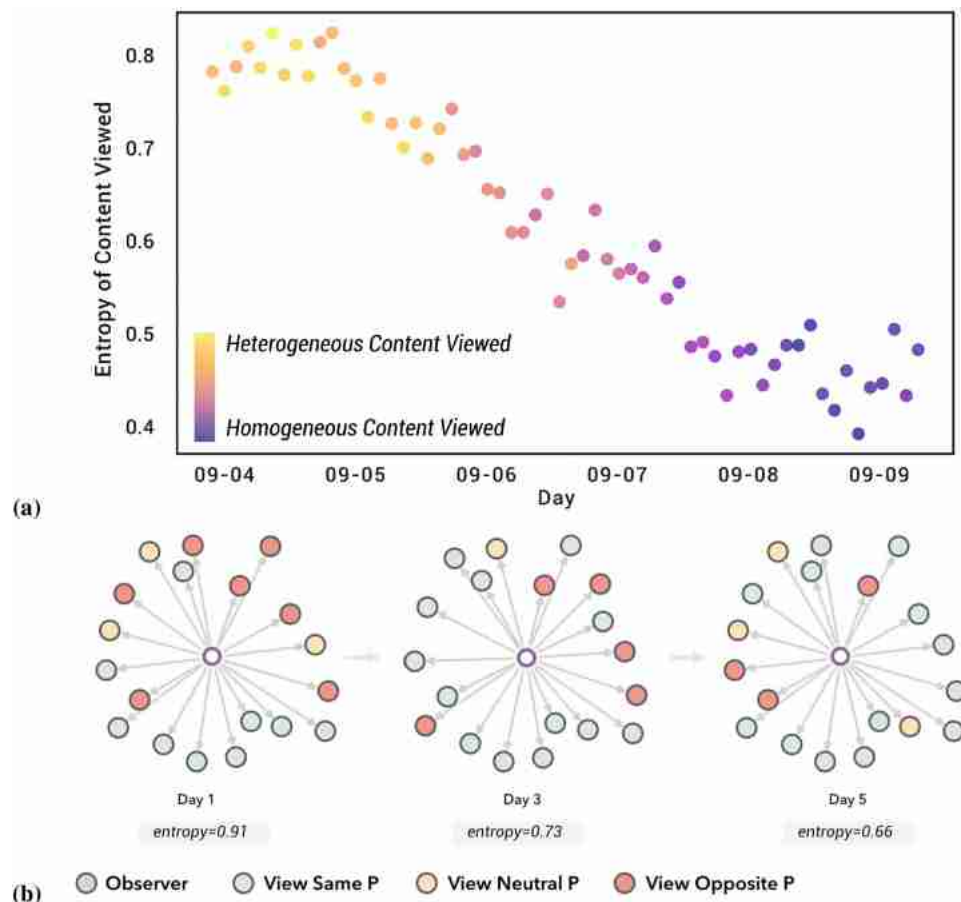 0.8
0.7
0.6
0.5
0.4
Entropy of Content Viewed
Heterogeneous Content Viewed
Homogeneous Content Viewed
09-04 09-05 09-06 09-07 09-08 09-09
Day
(a)
Day 1 Day 3 Day 5
entropy=0.91 entropy=0.73 entropy=0.66
(b) Observer View Same P View Neutral P View Opposite P